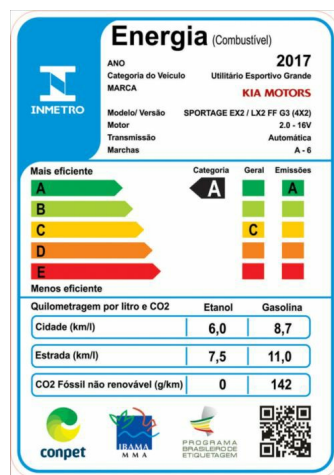 Energia (Combustível)
ANO 2017
Categoria do Veículo Utilitário Esportivo Grande
MARCA KIA MOTORS
INMETRO
Modelo/ Versão SPORTAGE EX2 / LX2 FF G3 (4X2)
Motor 2.0 - 16V
Transmissão Automática
Marchas A - 6
Mais eficiente Categoria Geral Emissões
A A A
B
C C
D
E
Menos eficiente
Quilometragem por litro e CO2 Etanol Gasolina
Cidade (km/l) 6,0 8,7
Estrada (km/l) 7,5 11,0
CO2 Fóssil não renovável (g/km) 0 142
conpet
IBAMA
MMA
PROGRAMA
BRASILEIRO DE
ETIQUETAGEM